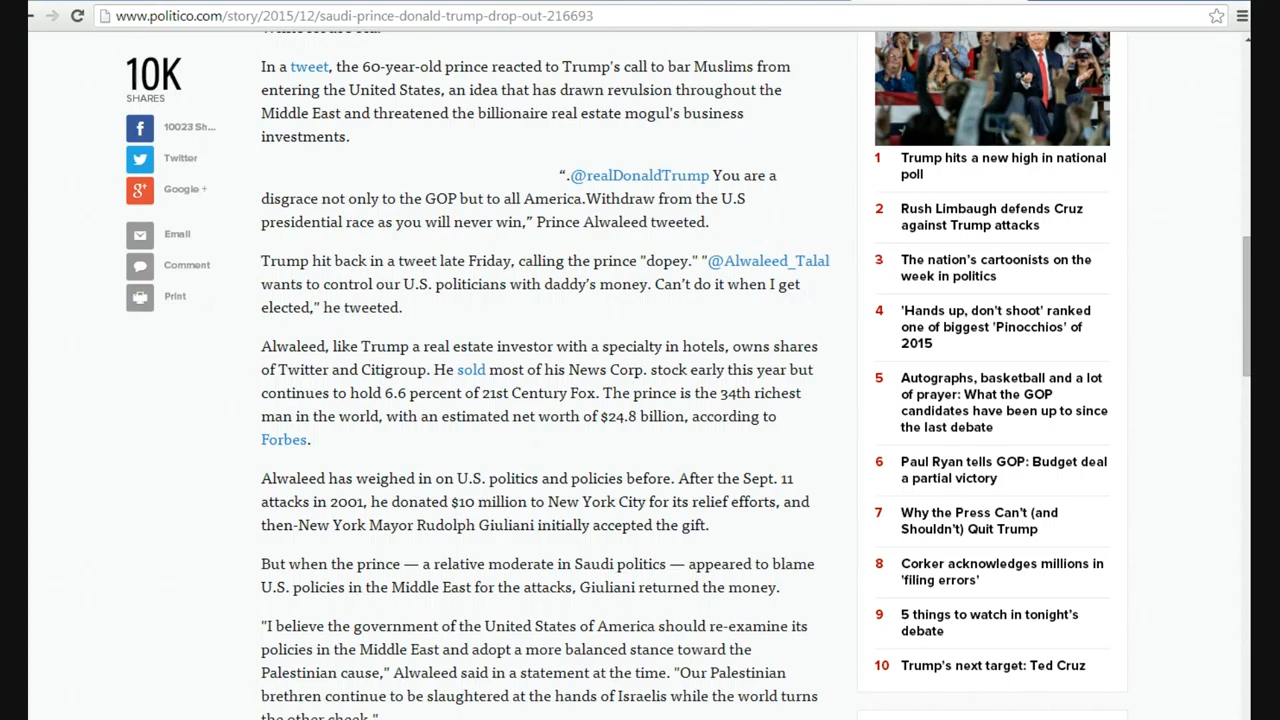 www.politico.com/story/2015/12/saudi-prince-donald-trump-drop-out-216693
10K
SHARES
10023 Sh...
Twitter
Google +
Email
Comment
Print
In a tweet, the 60-year-old prince reacted to Trump's call to bar Muslims from
entering the United States, an idea that has drawn revulsion throughout the
Middle East and threatened the billionaire real estate mogul's business
investments.
“.@realDonaldTrump You are a
disgrace not only to the GOP but to all America.Withdraw from the U.S
presidential race as you will never win,” Prince Alwaleed tweeted.
Trump hit back in a tweet late Friday, calling the prince "dopey." "@Alwaleed_Talal
wants to control our U.S. politicians with daddy’s money. Can’t do it when I get
elected," he tweeted.
Alwaleed, like Trump a real estate investor with a specialty in hotels, owns shares
of Twitter and Citigroup. He sold most of his News Corp. stock early this year but
continues to hold 6.6 percent of 21st Century Fox. The prince is the 34th richest
man in the world, with an estimated net worth of $24.8 billion, according to
Forbes.
Alwaleed has weighed in on U.S. politics and policies before. After the Sept. 11
attacks in 2001, he donated $10 million to New York City for its relief efforts, and
then-New York Mayor Rudolph Giuliani initially accepted the gift.
But when the prince — a relative moderate in Saudi politics — appeared to blame
U.S. policies in the Middle East for the attacks, Giuliani returned the money.
"I believe the government of the United States of America should re-examine its
policies in the Middle East and adopt a more balanced stance toward the
Palestinian cause," Alwaleed said in a statement at the time. "Our Palestinian
brethren continue to be slaughtered at the hands of Israelis while the world turns
the other cheek."
1 Trump hits a new high in national
poll
2 Rush Limbaugh defends Cruz
against Trump attacks
3 The nation’s cartoonists on the
week in politics
4 'Hands up, don't shoot' ranked
one of biggest 'Pinocchios' of
2015
5 Autographs, basketball and a lot
of prayer: What the GOP
candidates have been up to since
the last debate
6 Paul Ryan tells GOP: Budget deal
a partial victory
7 Why the Press Can’t (and
Shouldn’t) Quit Trump
8 Corker acknowledges millions in
'filing errors'
9 5 things to watch in tonight’s
debate
10 Trump’s next target: Ted Cruz